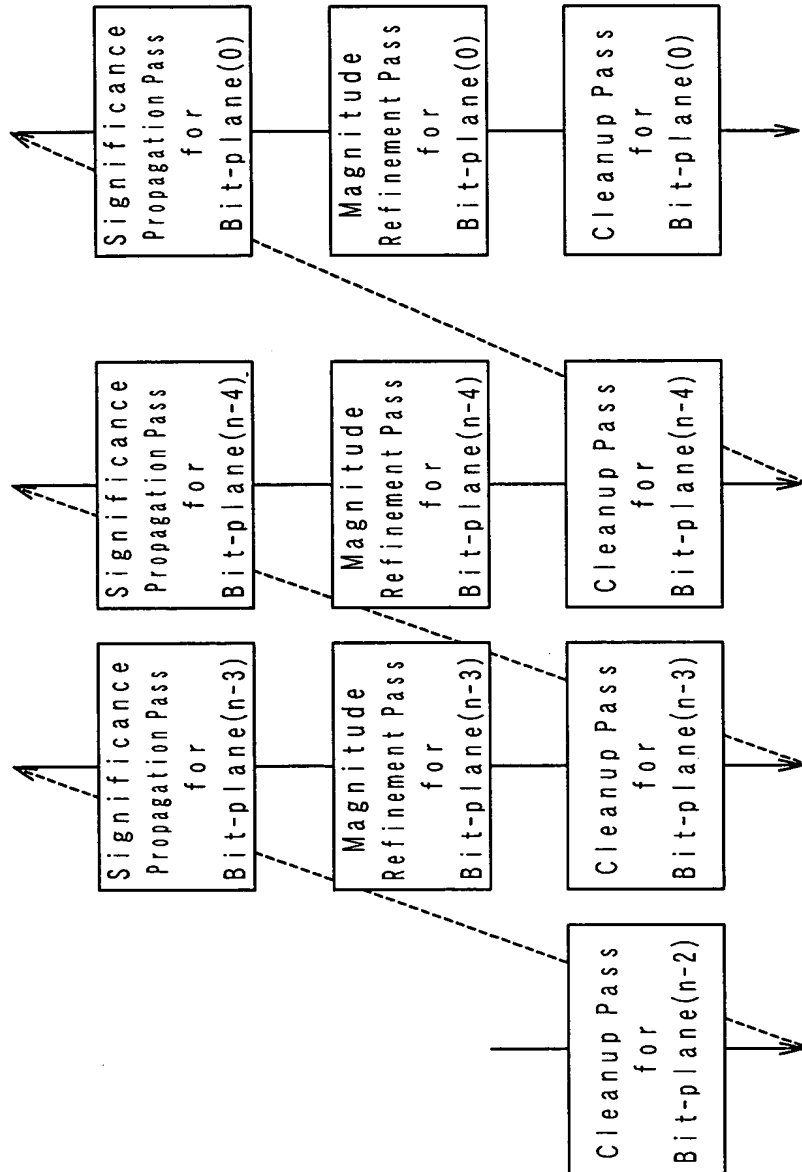 Cleanup Pass
for
Bit-plane(n-2)
Significance
Propagation Pass
for
Bit-plane(n-3)
Magnitude
Refinement Pass
for
Bit-plane(n-3)
Cleanup Pass
for
Bit-plane(n-3)
Significance
Propagation Pass
for
Bit-plane(n-4)
Magnitude
Refinement Pass
for
Bit-plane(n-4)
Cleanup Pass
for
Bit-plane(n-4)
Significance
Propagation Pass
for
Bit-plane(0)
Magnitude
Refinement Pass
for
Bit-plane(0)
Cleanup Pass
for
Bit-plane(0)